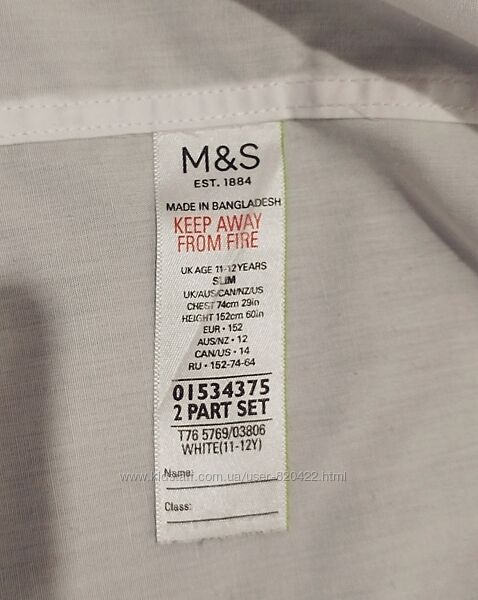 M&S
EST. 1884
MADE IN BANGLADESH
KEEP AWAY
FROM FIRE
UK AGE 11-12YEARS
SLIM
UK/AUS/CAN/NZ/US
CHEST 74cm 29in
HEIGHT 152cm 60in
EUR • 152
AUS/NZ • 12
CAN/US • 14
RU • 152-74-64
01534375
2 PART SET
T76 5769/03806
WHITE(11-12Y)
Name:
www.kidstaff.com.ua/user-820422.html
Class: